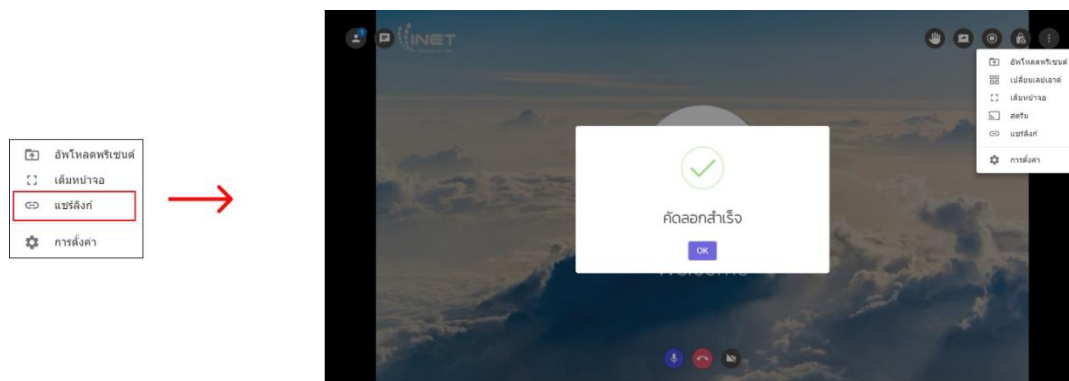 อัพโหลดพรีเซนต์
เต็มหน้าจอ
แชร์ลิงก์
การตั้งค่า
INET
อัพโหลดพรีเซนต์
เปลี่ยนเลย์เอาต์
เต็มหน้าจอ
สตรีม
แชร์ลิงก์
การตั้งค่า
คัดลอกสำเร็จ
OK